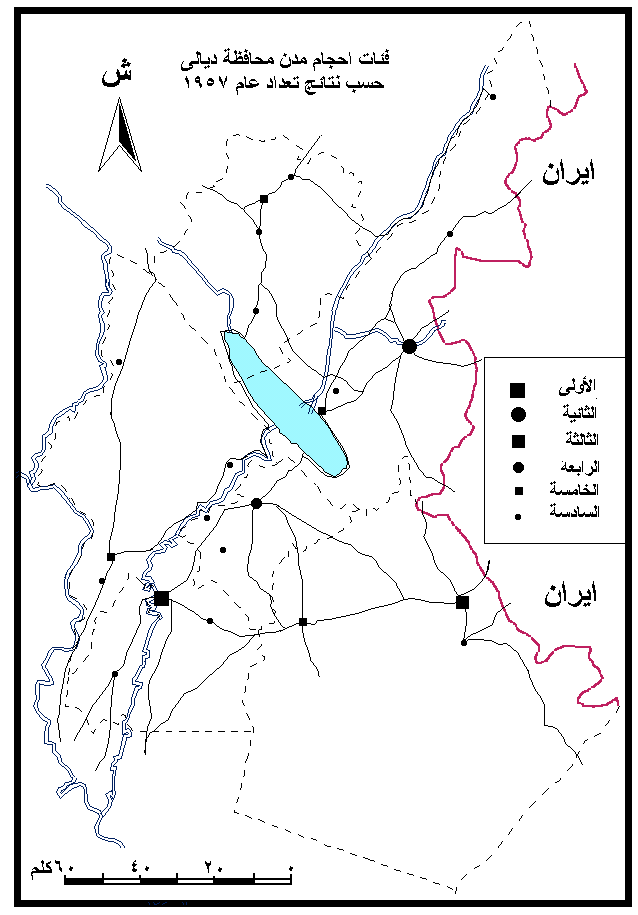 فئات احجام مدن محافظة ديالى
حسب نتائج تعداد عام ١٩٥٧
ش
ايران
الأولى
الثانية
الثالثة
الرابعة
الخامسة
السادسة
ايران
٠ ٢٠ ٤٠ ٦٠ كلم